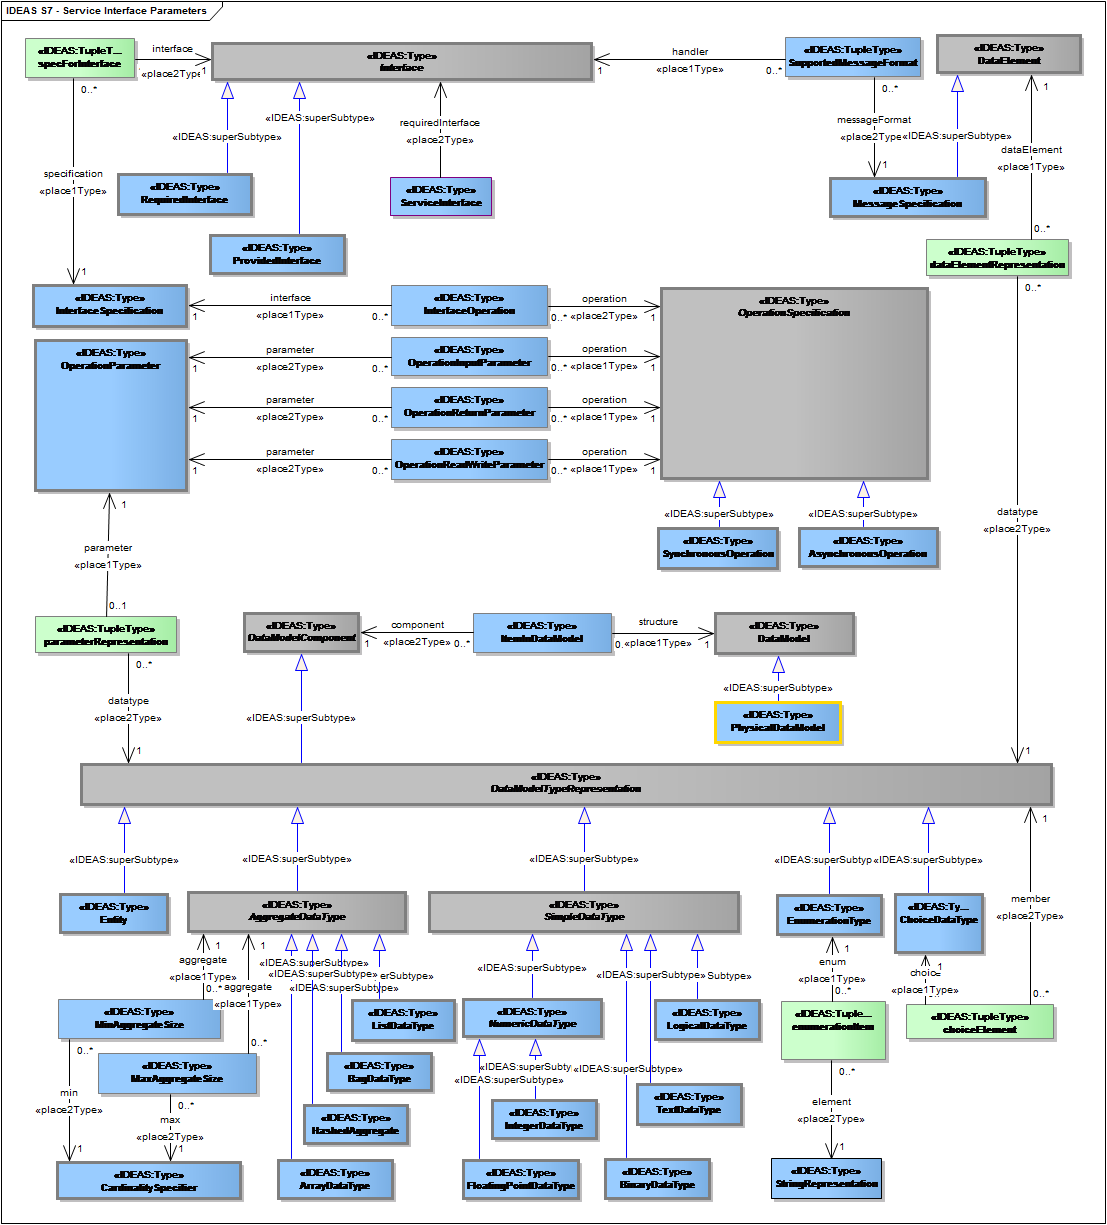 IDEAS S7 - Service Interface Parameters
«IDEAS:TupleT...
specForInterface
interface
«place2Type»
1
0..*
«IDEAS:Type»
Interface
handler
«place1Type»
1
0..*
«IDEAS:TupleType»
SupportedMessageFormat
0..*
«IDEAS:Type»
DataElement
1
«IDEAS:superSubtype»
«IDEAS:superSubtype»
requiredInterface
«place2Type»
messageFormat
«place2Type»
1
«IDEAS:superSubtype»
dataElement
«place1Type»
0..*
specification
«place1Type»
1
«IDEAS:Type»
RequiredInterface
«IDEAS:Type»
ServiceInterface
«IDEAS:Type»
MessageSpecification
«IDEAS:Type»
ProvidedInterface
«IDEAS:TupleType»
dataElementRepresentation
0..*
«IDEAS:Type»
InterfaceSpecification
interface
«place1Type»
1
0..*
«IDEAS:Type»
InterfaceOperation
operation
«place2Type»
0..*
1
«IDEAS:Type»
OperationSpecification
«IDEAS:Type»
OperationParameter
parameter
«place2Type»
1
0..*
«IDEAS:Type»
OperationInputParameter
operation
«place1Type»
0..*
1
parameter
«place2Type»
1
0..*
«IDEAS:Type»
OperationReturnParameter
operation
«place1Type»
0..*
1
parameter
«place2Type»
1
0..*
«IDEAS:Type»
OperationReadWriteParameter
operation
«place1Type»
0..*
1
1
parameter
«place1Type»
0..1
«IDEAS:superSubtype»
«IDEAS:superSubtype»
datatype
«place2Type»
1
«IDEAS:Type»
SynchronousOperation
«IDEAS:Type»
AsynchronousOperation
«IDEAS:TupleType»
parameterRepresentation
0..*
datatype
«place2Type»
1
«IDEAS:Type»
DataModelComponent
component
«place2Type»
1
0..*
«IDEAS:Type»
ItemInDataModel
structure
«place1Type»
0..
1
«IDEAS:Type»
DataModel
«IDEAS:superSubtype»
«IDEAS:superSubtype»
«IDEAS:Type»
PhysicalDataModel
«IDEAS:Type»
DataModelTypeRepresentation
1
«IDEAS:superSubtype»
«IDEAS:superSubtype»
«IDEAS:superSubtype»
«IDEAS:superSubtyp
«IDEAS:superSubtype»
member
«place2Type»
0..*
«IDEAS:Type»
Entity
«IDEAS:Type»
AggregateDataType
«IDEAS:Type»
SimpleDataType
«IDEAS:Type»
EnumerationType
«IDEAS:Ty...
ChoiceDataType
1
aggregate
«place1Type»
0..*
1
aggregate
«place1Type»
0..*
«IDEAS:superSubtype»
«IDEAS:superSubtype»
«IDEAS:superSubtype»
erSubtype»
«IDEAS:superSubtype»
«IDEAS:superSubtype»
Subtype»
1
enum
«place1Type»
0..*
1
choice
«place1Type»
0..*
MinAggregateSize
«IDEAS:Type»
ListDataType
«IDEAS:Type»
NumericDataType
«IDEAS:Type»
LogicalDataType
«IDEAS:Tuple...
enumerationItem
«IDEAS:TupleType»
choiceElement
0..*
min
«place2Type»
1
«IDEAS:Type»
MaxAggregateSize
0..*
max
«place2Type»
1
«IDEAS:Type»
BagDataType
«IDEAS:superSubty
«IDEAS:superSubtype»
«IDEAS:superSubtype»
0..*
element
«place2Type»
1
«IDEAS:Type»
HashedAggregate
«IDEAS:Type»
IntegerDataType
«IDEAS:Type»
TextDataType
«IDEAS:Type»
CardinalitySpecifier
«IDEAS:Type»
ArrayDataType
«IDEAS:Type»
FloatingPointDataType
«IDEAS:Type»
BinaryDataType
«IDEAS:Type»
StringRepresentation